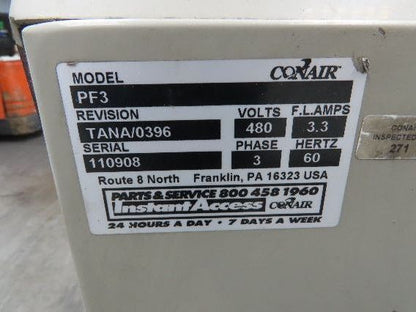 MODEL CONAIR
PF3
REVISION VOLTS F.L.AMPS
TANA/0396 480 3.3
SERIAL PHASE HERTZ
110908 3 60
Route 8 North Franklin, PA 16323 USA
PARTS & SERVICE 800 458 1960
InstantAccess CONAIR
24 HOURS A DAY • 7 DAYS A WEEK
CONAI
INSPECTED
271